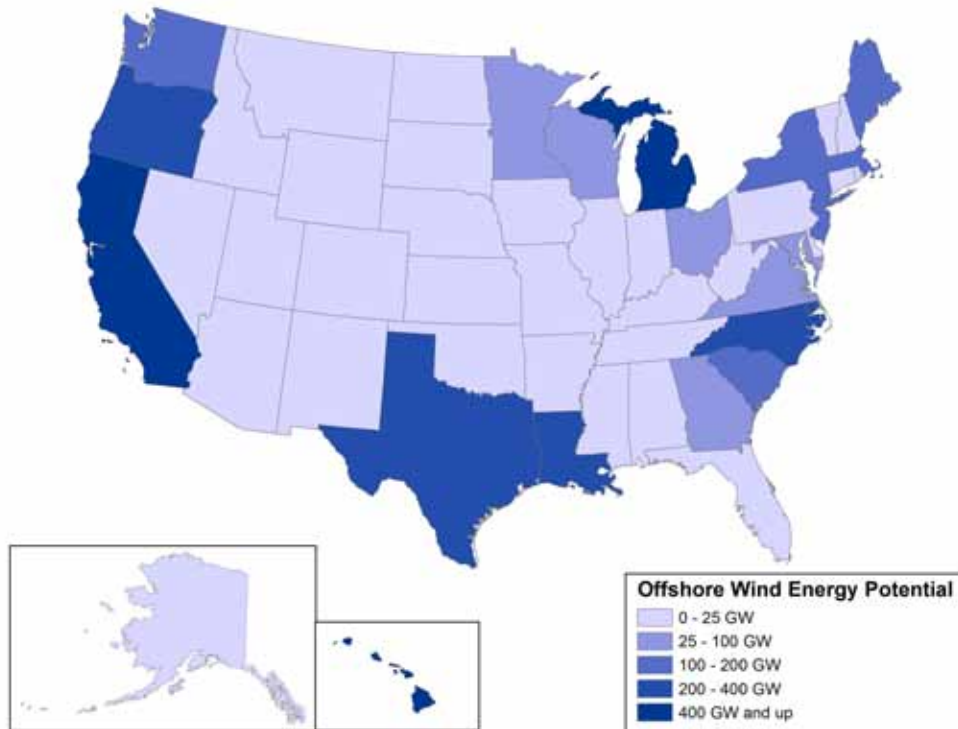 Offshore Wind Energy Potential
0 - 25 GW
25 - 100 GW
100 - 200 GW
200 - 400 GW
400 GW and up